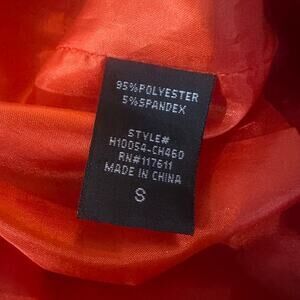 95%POLYESTER
5%SPANDEX
STYLE#
H10054-CH460
RN#117611
MADE IN CHINA
S